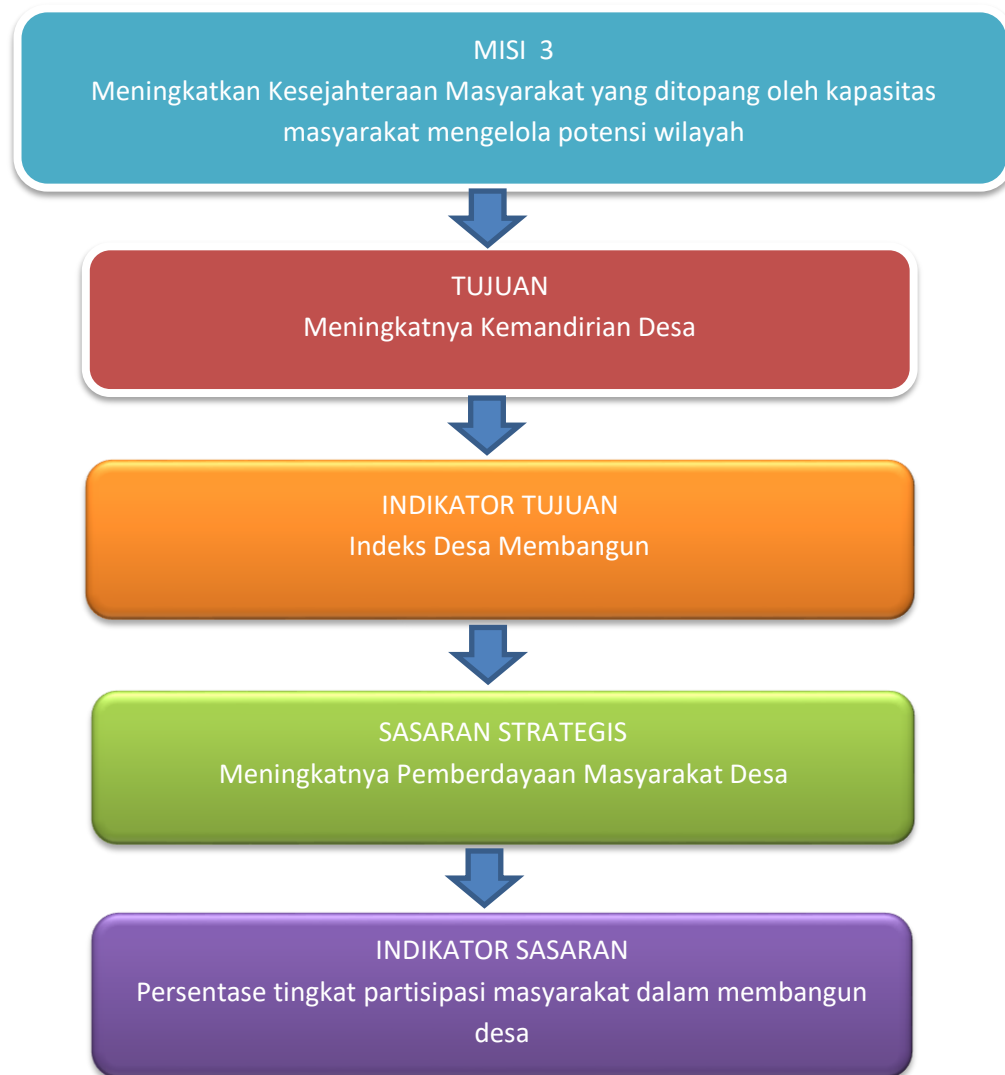 MISI  3
Meningkatkan Kesejahteraan Masyarakat yang ditopang oleh kapasitas
masyarakat mengelola potensi wilayah
TUJUAN
Meningkatnya Kemandirian Desa
INDIKATOR TUJUAN
Indeks Desa Membangun
SASARAN STRATEGIS
Meningkatnya Pemberdayaan Masyarakat Desa
INDIKATOR SASARAN
Persentase tingkat partisipasi masyarakat dalam membangun
desa